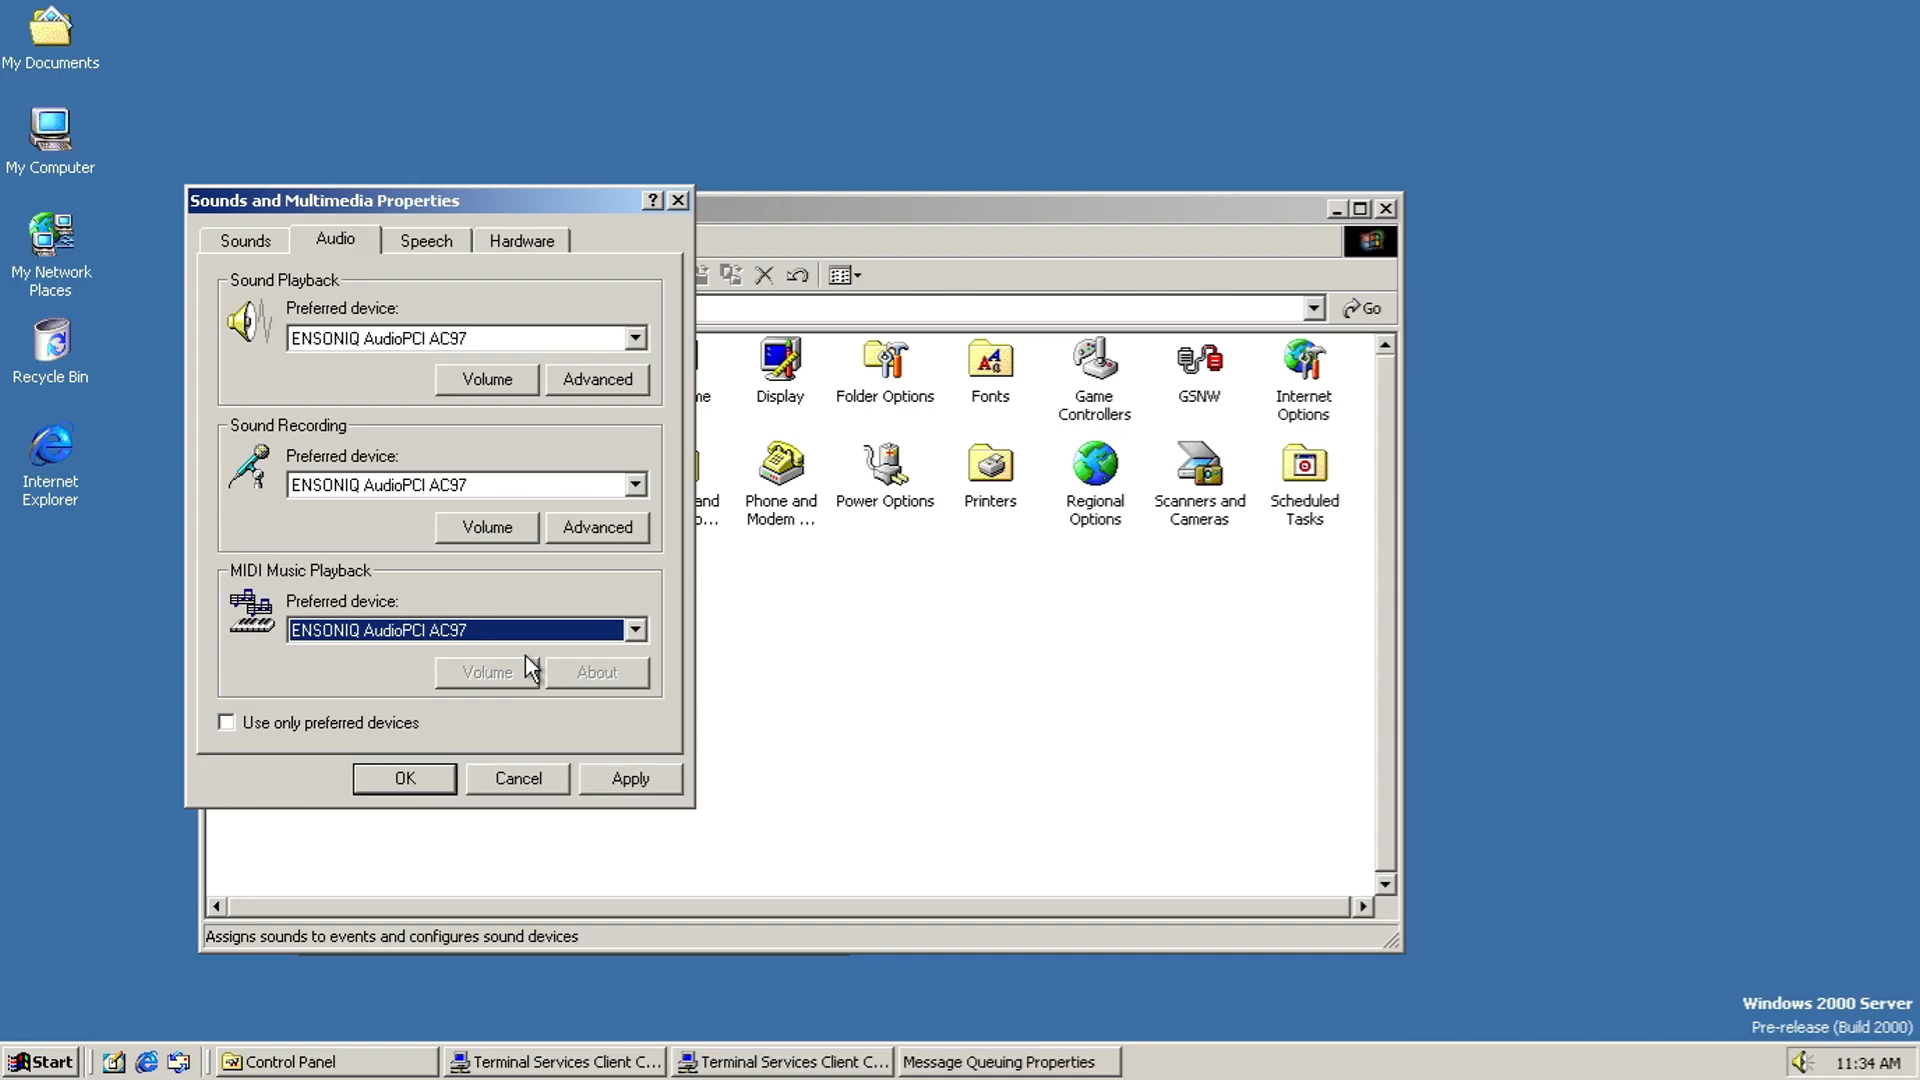 My Documents
My Computer
My Network
Places
Recycle Bin
Internet
Explorer
Sounds and Multimedia Properties
Sounds
Audio
Speech
Hardware
Sound Playback
Preferred device:
ENSONIQ AudioPCI AC97
Volume
Advanced
Sound Recording
Preferred device:
ENSONIQ AudioPCI AC97
Volume
Advanced
MIDI Music Playback
Preferred device:
ENSONIQ AudioPCI AC97
Volume
About
Use only preferred devices
OK
Cancel
Apply
Go
me
Display
Folder Options
Fonts
Game
Controllers
GSNW
Internet
Options
and
o...
Phone and
Modem ...
Power Options
Printers
Regional
Options
Scanners and
Cameras
Scheduled
Tasks
Assigns sounds to events and configures sound devices
Windows 2000 Server
Pre-release (Build 2000)
Start
Control Panel
Terminal Services Client C...
Terminal Services Client C...
Message Queuing Properties
11:34 AM